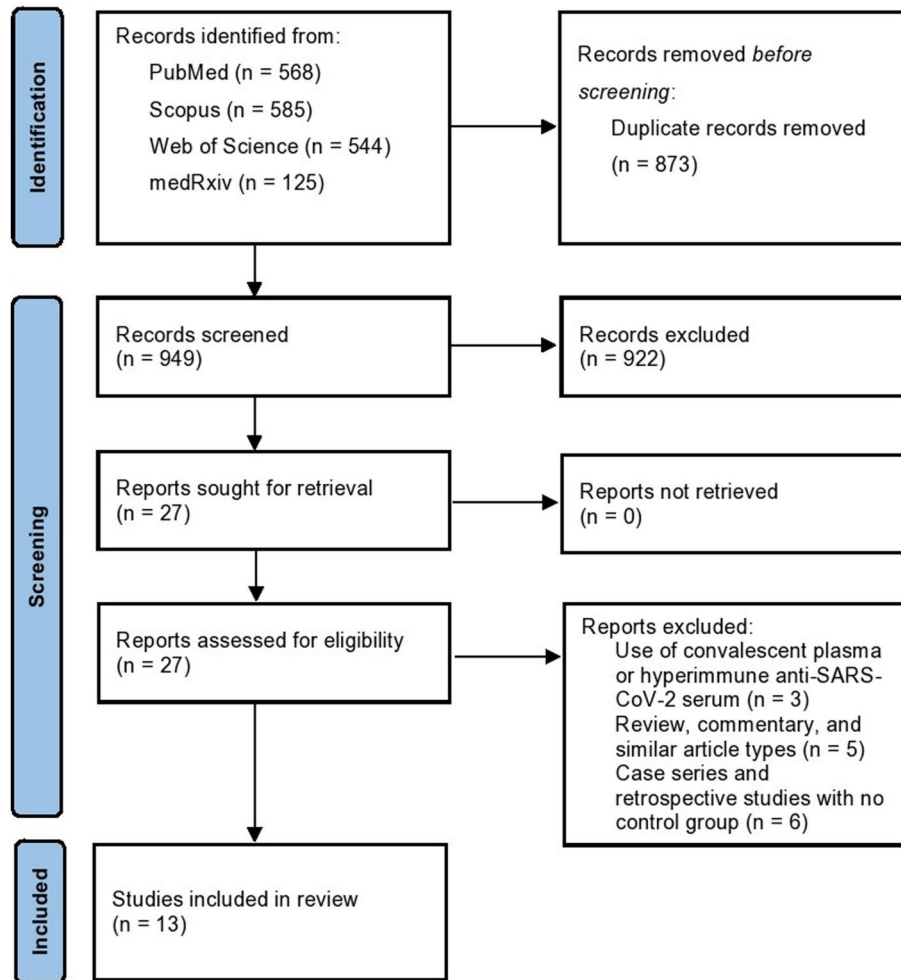 Identification
Records identified from:
PubMed (n = 568)
Scopus (n = 585)
Web of Science (n = 544)
medRxiv (n = 125)
Records removed before
screening:
Duplicate records removed
(n = 873)
Screening
Records screened
(n = 949)
Records excluded
(n = 922)
Reports sought for retrieval
(n = 27)
Reports not retrieved
(n = 0)
Reports assessed for eligibility
(n = 27)
Reports excluded:
Use of convalescent plasma
or hyperimmune anti-SARS-
CoV-2 serum (n = 3)
Review, commentary, and
similar article types (n = 5)
Case series and
retrospective studies with no
control group (n = 6)
Included
Studies included in review
(n = 13)